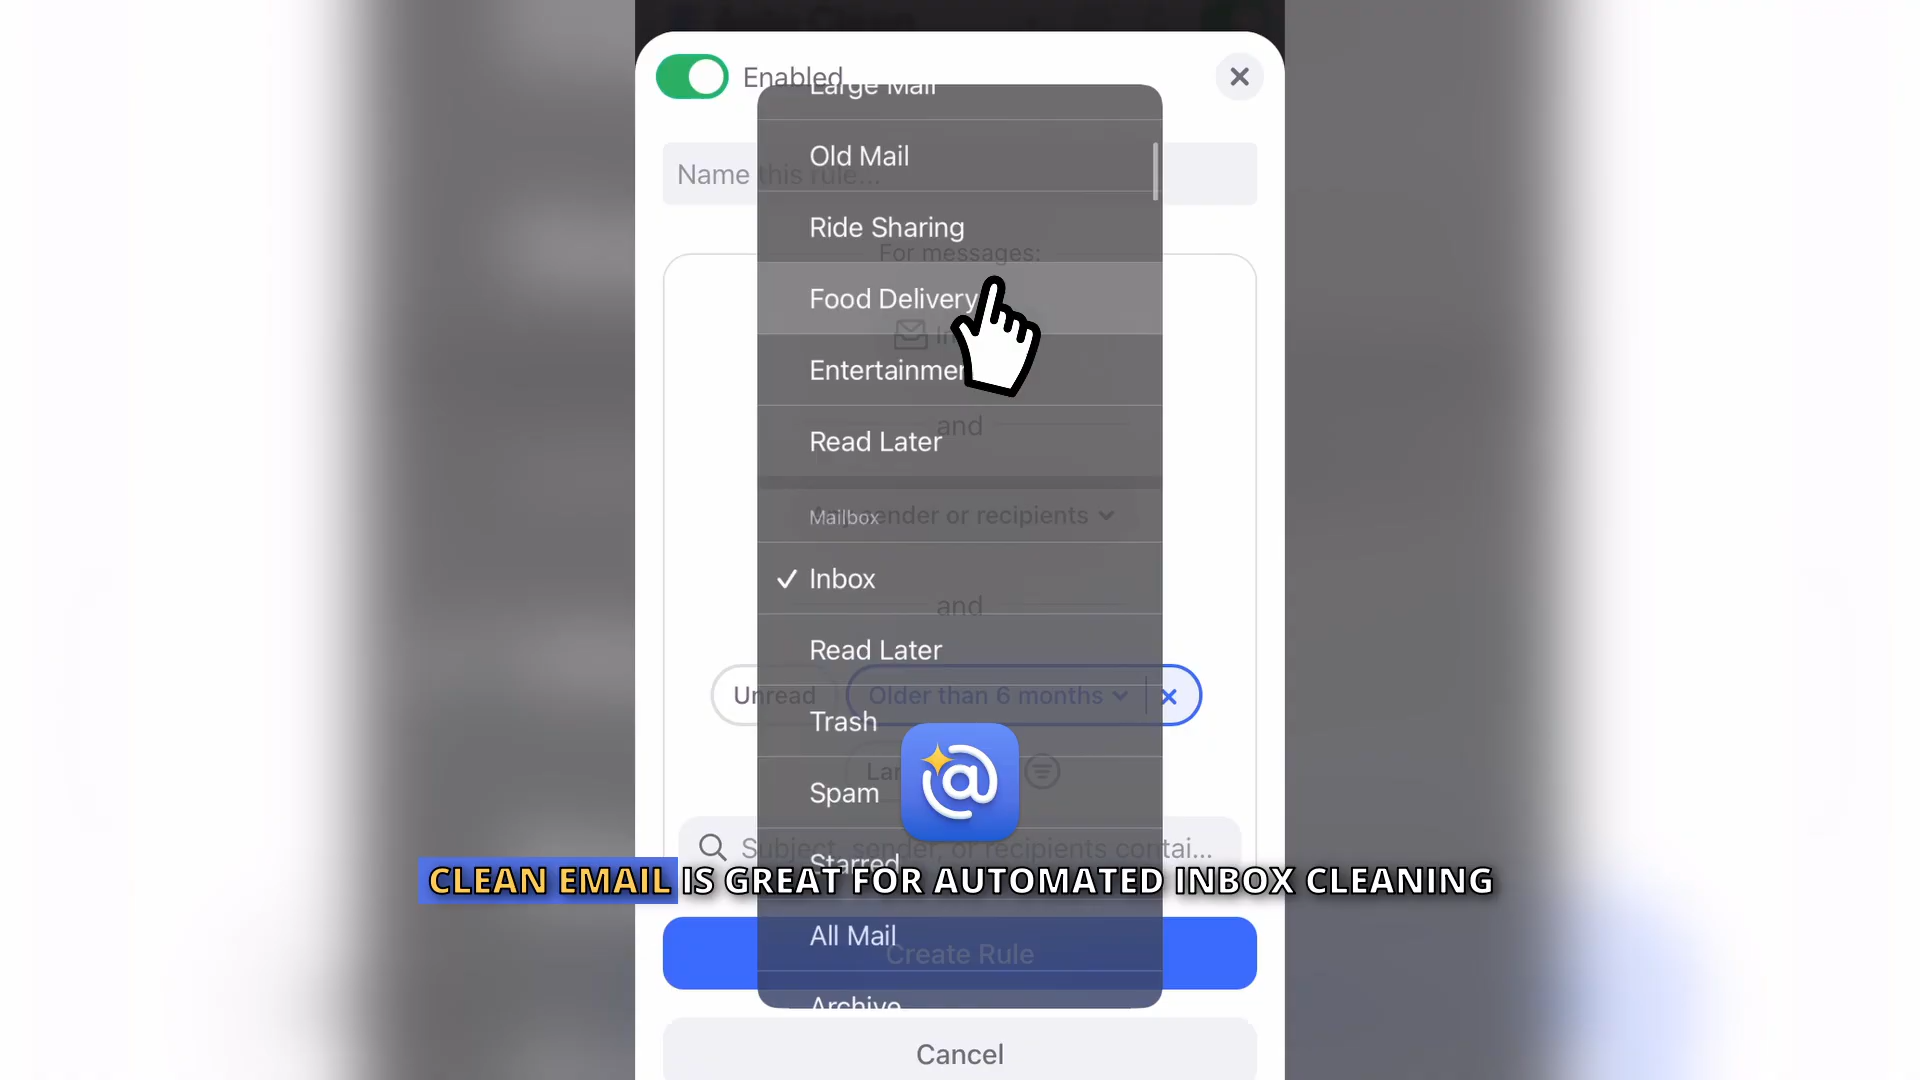 Enabled
Large Mail
Old Mail
Name this rule...
Ride Sharing
For messages:
Food Delivery
Read Later
and
Mailbox
sender or recipients
Inbox
and
Read Later
Unread
Older than 6 months
Trash
Spam
Subject, sender, or recipients contai...
Starred
CLEAN EMAIL IS GREAT FOR AUTOMATED INBOX CLEANING
All Mail
Create Rule
Archive
Cancel